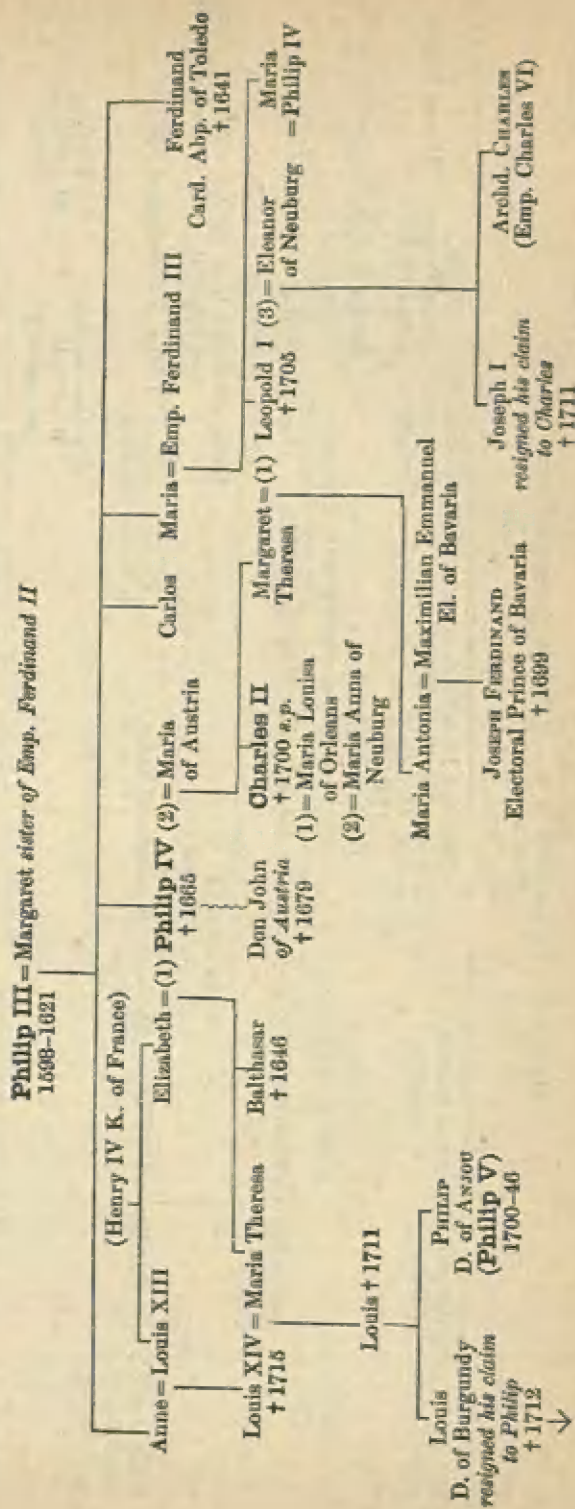 Philip III = Margaret sister of Emp. Ferdinand II
1598–1621
(Henry IV K. of France)
Anne = Louis XIII
Elizabeth = (1) Philip IV (2) = Maria
† 1665
of Austria
Carlos
Maria = Emp. Ferdinand III
Ferdinand
Card. Abp. of Toledo
† 1641
Louis XIV = Maria Theresa
† 1715
Balthasar
† 1646
Don John
of Austria
† 1679
Charles II
† 1700 s.p.
(1) = Maria Louisa
of Orleans
(2) = Maria Anna of
Neuburg
Margaret = (1) Leopold I (3) = Eleanor
Theresa
† 1705
of Neuburg
Maria
= Philip IV
Louis † 1711
Maria Antonia = Maximilian Emmanuel
El. of Bavaria
Louis
D. of Burgundy
resigned his claim
to Philip
† 1712
Philip
D. of Anjou
(Philip V)
1700–46
Joseph Ferdinand
Electoral Prince of Bavaria
† 1699
Joseph I
resigned his claim
to Charles
† 1711
Archd. Charles
(Emp. Charles VI)